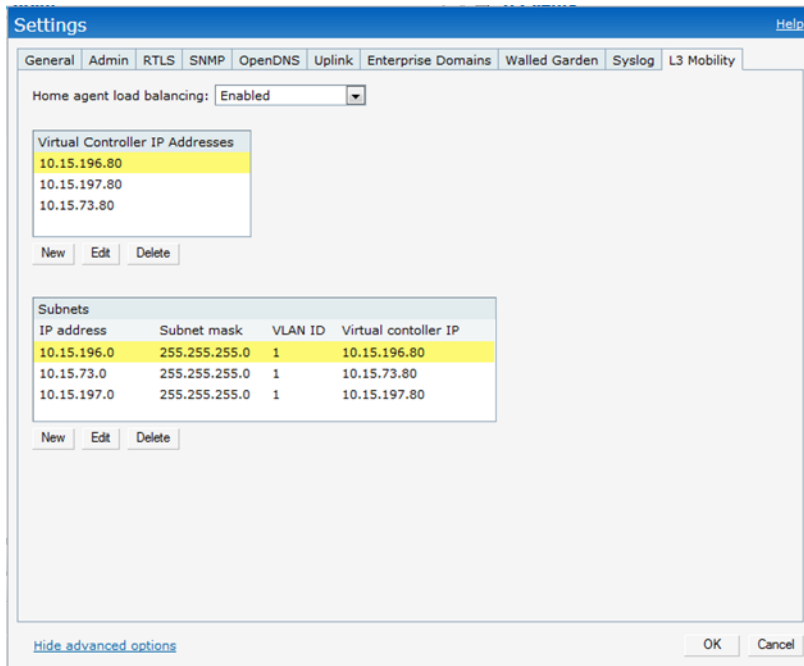 Settings Help
General Admin RTLS SNMP OpenDNS Uplink Enterprise Domains Walled Garden Syslog L3 Mobility
Home agent load balancing: Enabled
Virtual Controller IP Addresses
10.15.196.80
10.15.197.80
10.15.73.80
New Edit Delete
Subnets
IP address Subnet mask VLAN ID Virtual contoller IP
10.15.196.0 255.255.255.0 1 10.15.196.80
10.15.73.0 255.255.255.0 1 10.15.73.80
10.15.197.0 255.255.255.0 1 10.15.197.80
New Edit Delete
Hide advanced options OK Cancel